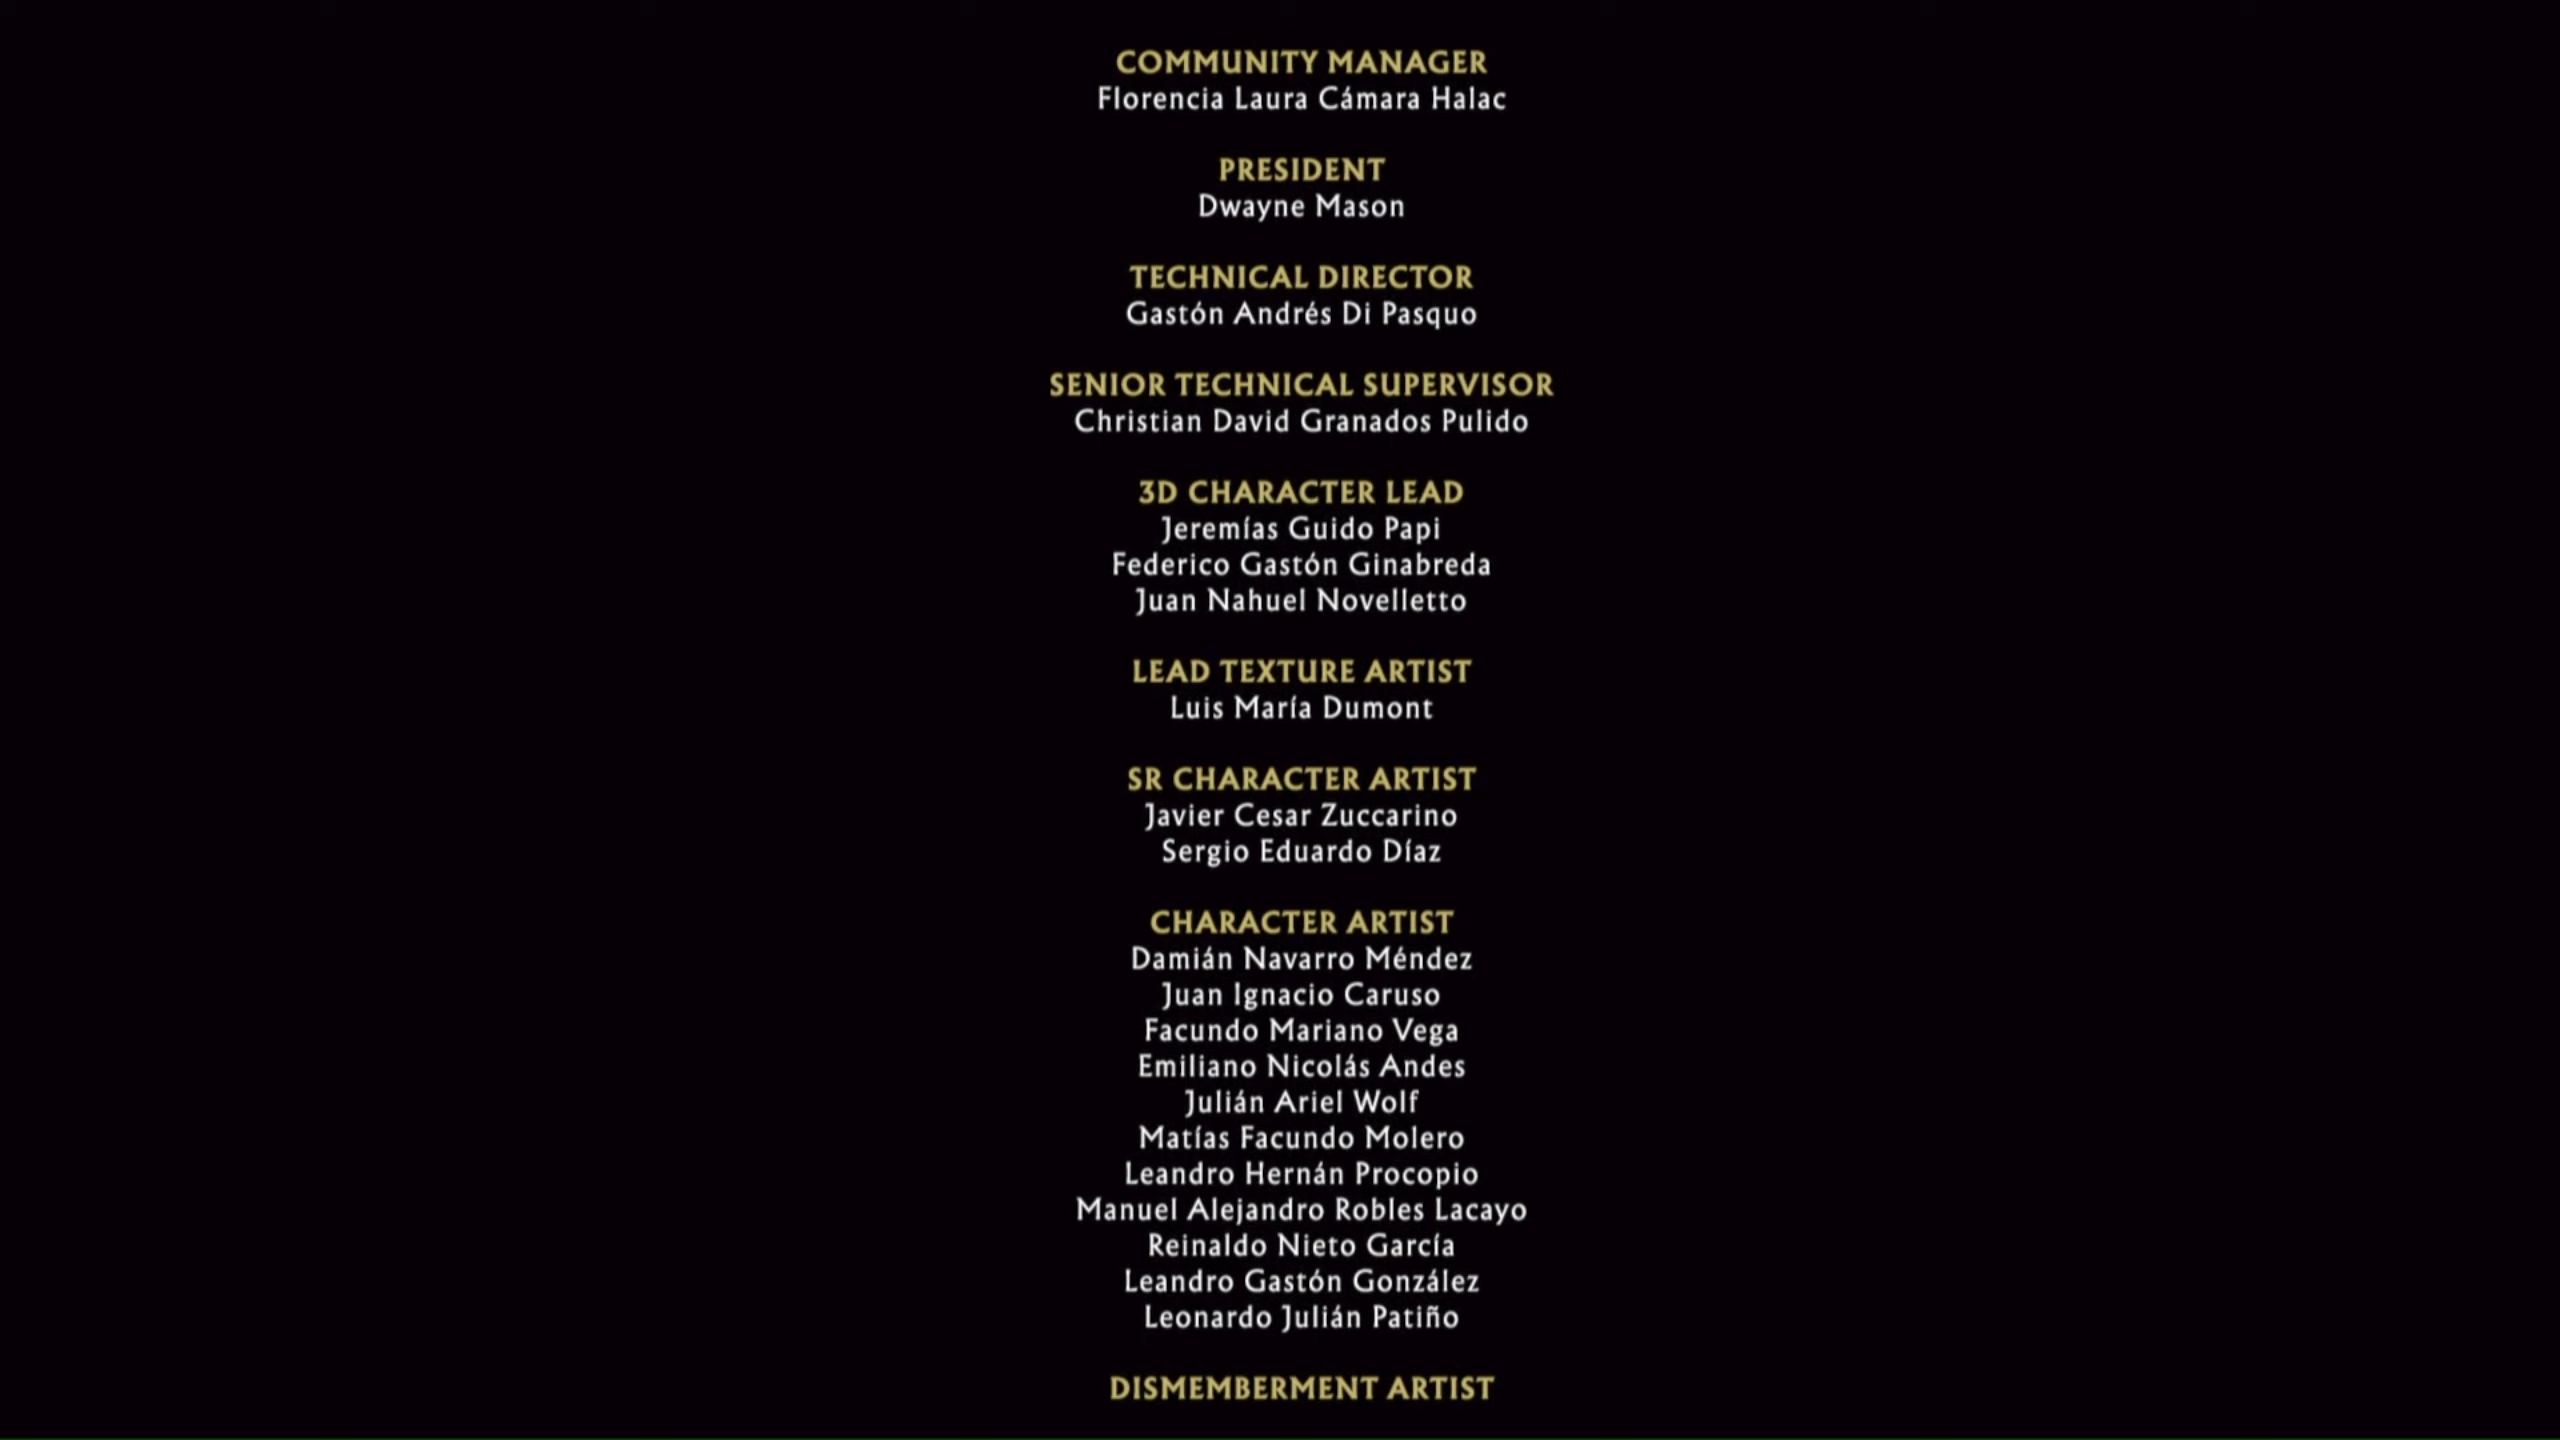 COMMUNITY MANAGER
Florencia Laura Cámara Halac
PRESIDENT
Dwayne Mason
TECHNICAL DIRECTOR
Gastón Andrés Di Pasquo
SENIOR TECHNICAL SUPERVISOR
Christian David Granados Pulido
3D CHARACTER LEAD
Jeremías Guido Papi
Federico Gastón Ginabreda
Juan Nahuel Novelletto
LEAD TEXTURE ARTIST
Luis María Dumont
SR CHARACTER ARTIST
Javier Cesar Zuccarino
Sergio Eduardo Díaz
CHARACTER ARTIST
Damián Navarro Méndez
Juan Ignacio Caruso
Facundo Mariano Vega
Emiliano Nicolás Andes
Julián Ariel Wolf
Matías Facundo Molero
Leandro Hernán Procopio
Manuel Alejandro Robles Lacayo
Reinaldo Nieto García
Leandro Gastón González
Leonardo Julián Patiño
DISMEMBERMENT ARTIST